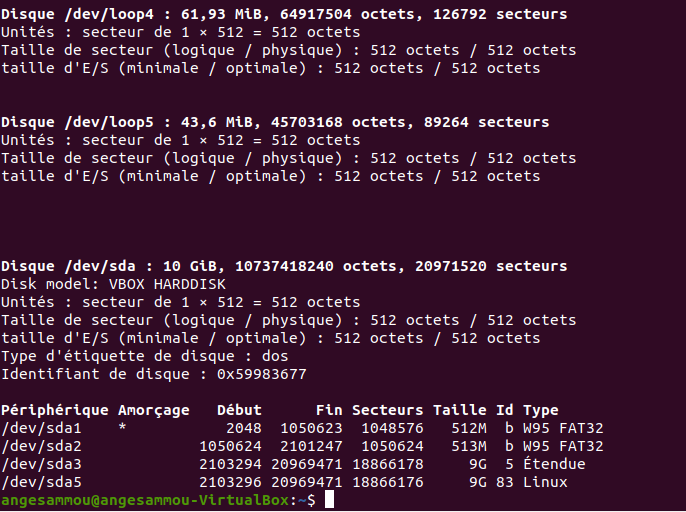 Disque /dev/loop4 : 61,93 MiB, 64917504 octets, 126792 secteurs
Unités : secteur de 1 × 512 = 512 octets
Taille de secteur (logique / physique) : 512 octets / 512 octets
taille d'E/S (minimale / optimale) : 512 octets / 512 octets
Disque /dev/loop5 : 43,6 MiB, 45703168 octets, 89264 secteurs
Unités : secteur de 1 × 512 = 512 octets
Taille de secteur (logique / physique) : 512 octets / 512 octets
taille d'E/S (minimale / optimale) : 512 octets / 512 octets
Disque /dev/sda : 10 GiB, 10737418240 octets, 20971520 secteurs
Disk model: VBOX HARDDISK
Unités : secteur de 1 × 512 = 512 octets
Taille de secteur (logique / physique) : 512 octets / 512 octets
taille d'E/S (minimale / optimale) : 512 octets / 512 octets
Type d'étiquette de disque : dos
Identifiant de disque : 0x59983677
Périphérique Amorçage   Début      Fin Secteurs Taille Id Type
/dev/sda1    *           2048  1050623  1048576   512M  b W95 FAT32
/dev/sda2             1050624  2101247  1050624   513M  b W95 FAT32
/dev/sda3             2103294 20969471 18866178     9G  5 Étendue
/dev/sda5             2103296 20969471 18866176     9G 83 Linux
angesammou@angesammou-VirtualBox:~$